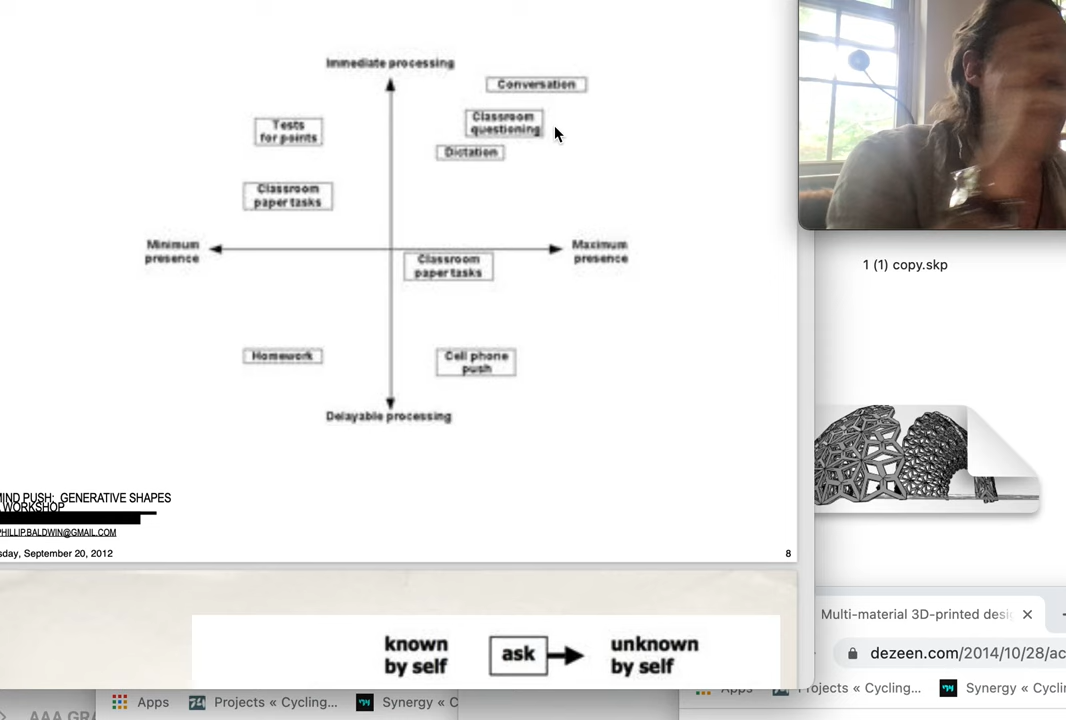 Immediate processing
Conversation
Classroom
questioning
Tests
for points
Dictation
Classroom
paper tasks
Minimum
presence
Maximum
presence
Classroom
paper tasks
Homework
Cell phone
push
Delayable processing
1 (1) copy.skp
MIND PUSH: GENERATIVE SHAPES
WORKSHOP
PHILLIP.BALDWIN@GMAIL.COM
sday, September 20, 2012
8
known
by self
ask
unknown
by self
Multi-material 3D-printed desi
dezeen.com/2014/10/28/ac
Apps
Projects « Cycling...
Synergy « C
AAA GRA
Apps
Projects « Cycling...
Synergy « Cycli